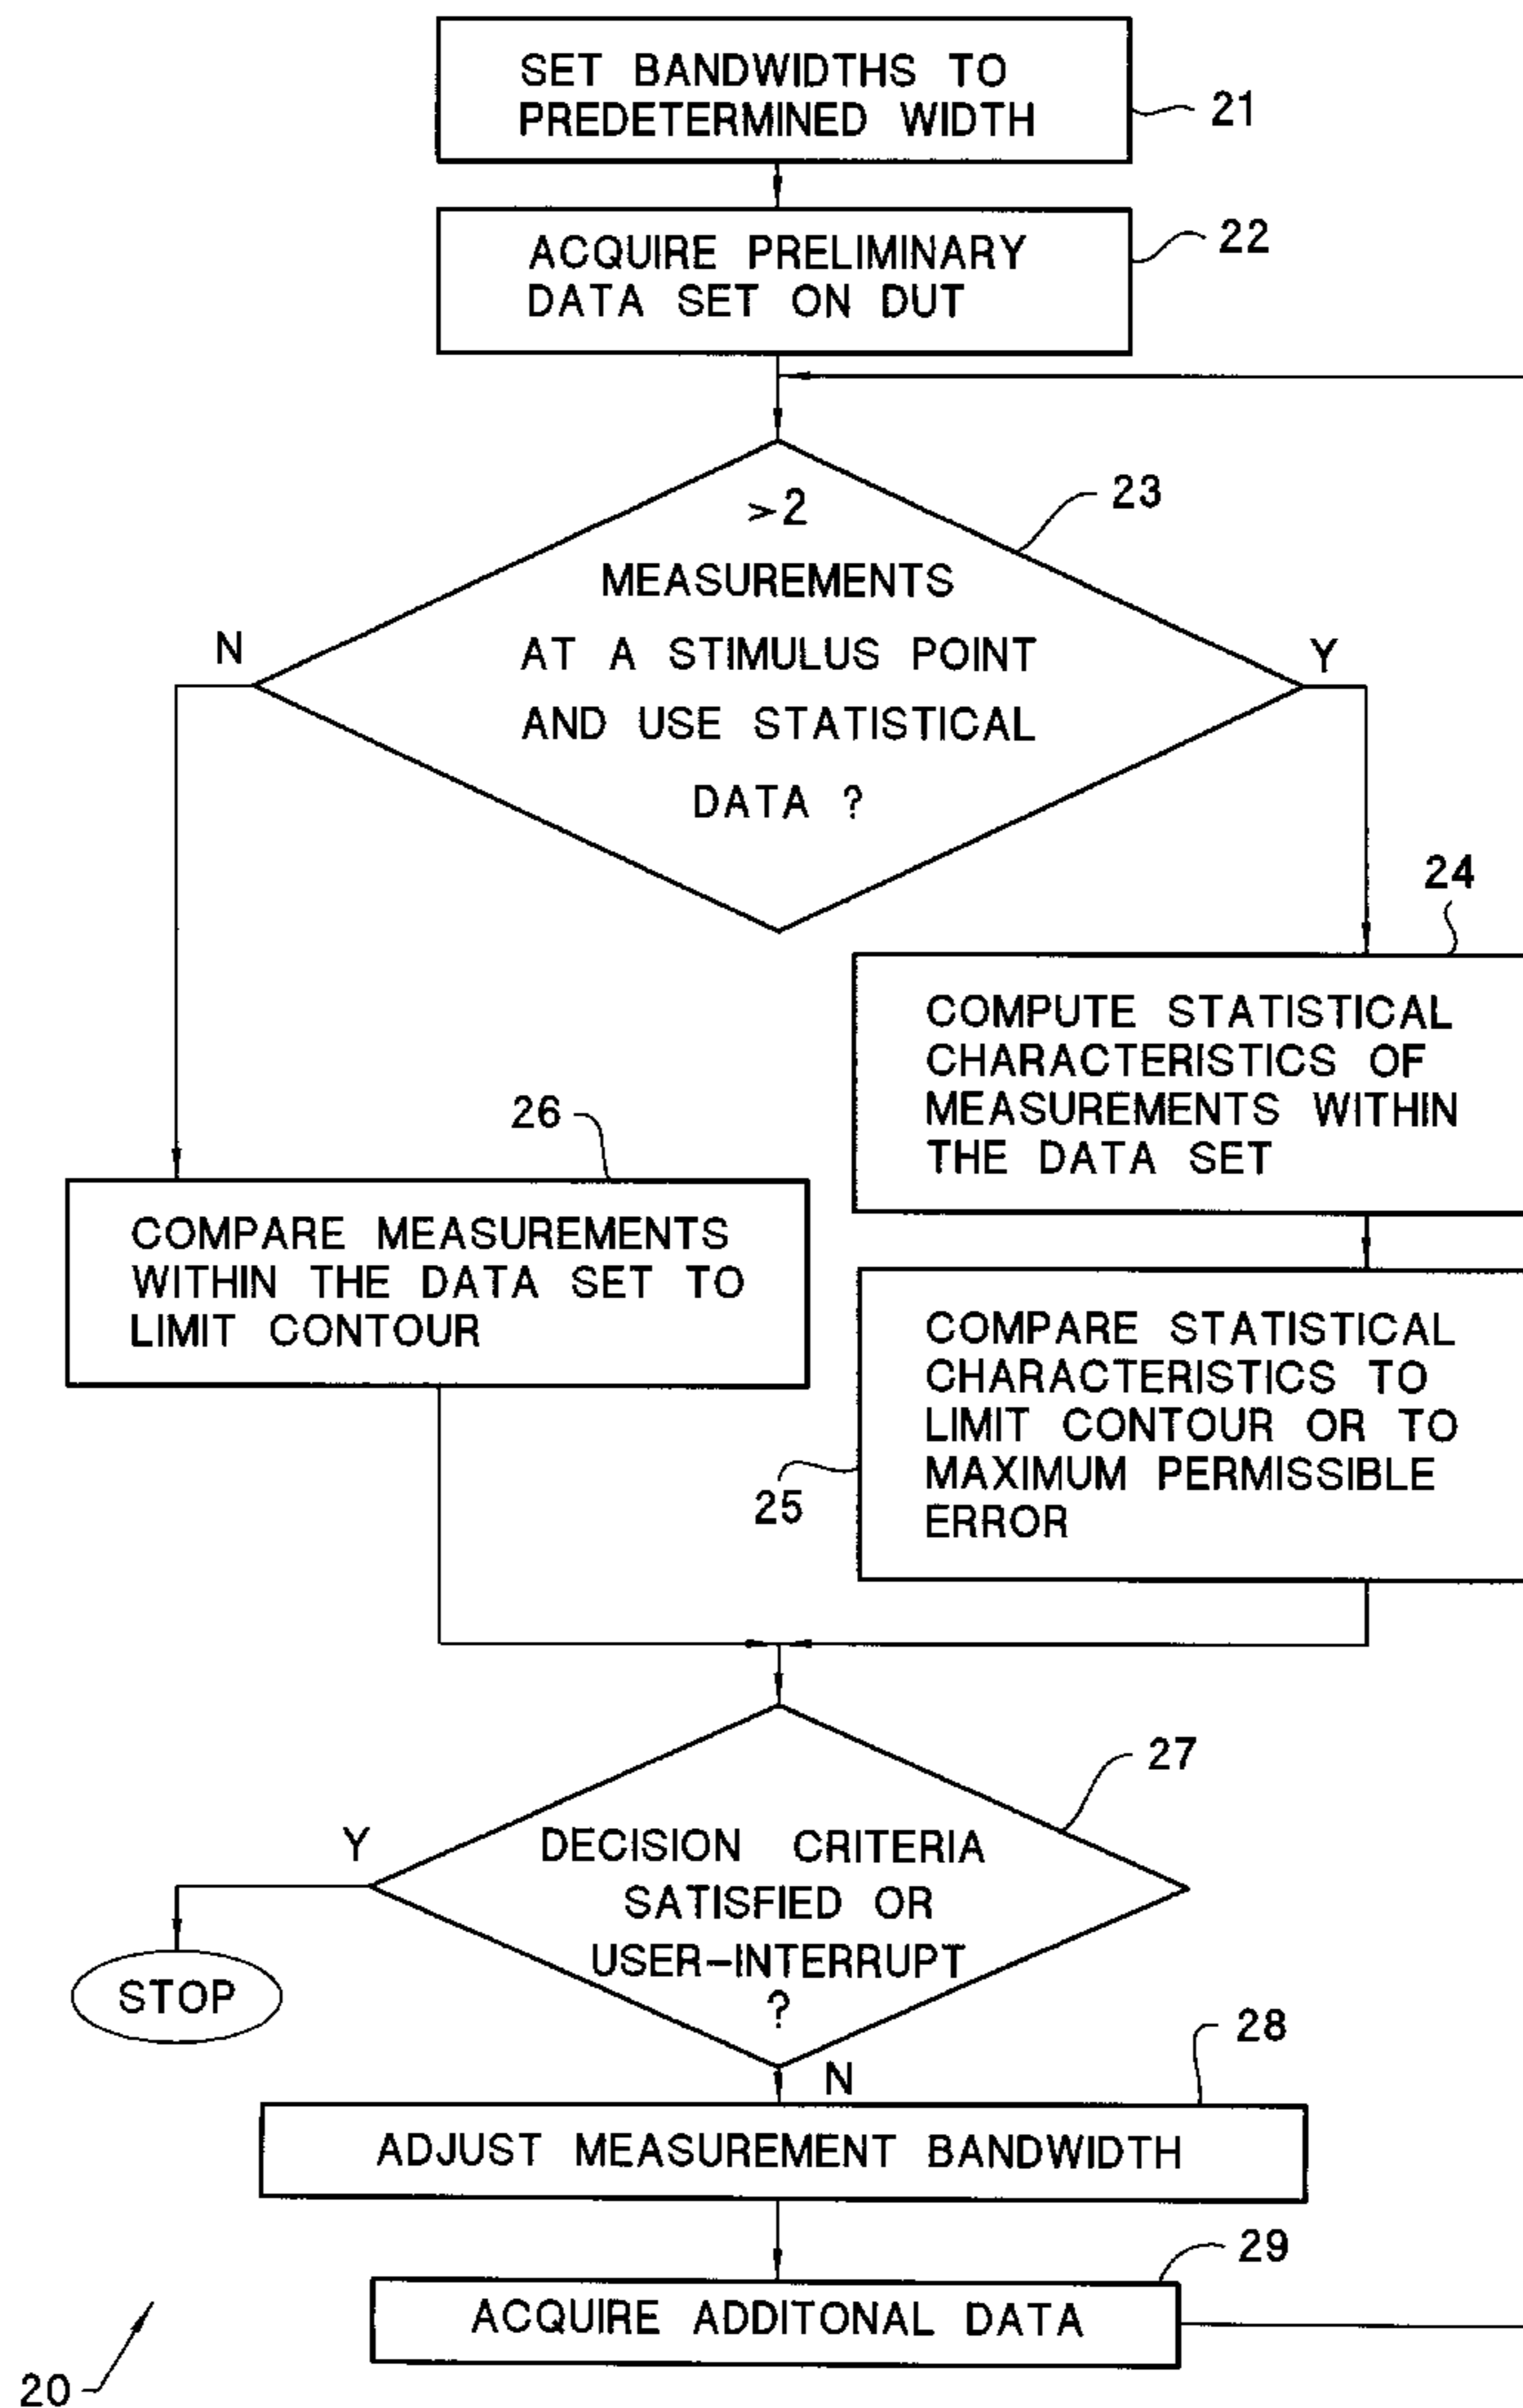 SET BANDWIDTHS TO
PREDETERMINED WIDTH
21
ACQUIRE PRELIMINARY
DATA SET ON DUT
22
>2
MEASUREMENTS
AT A STIMULUS POINT
AND USE STATISTICAL
DATA ?
23
N
Y
24
COMPUTE STATISTICAL
CHARACTERISTICS OF
MEASUREMENTS WITHIN
THE DATA SET
26
COMPARE MEASUREMENTS
WITHIN THE DATA SET TO
LIMIT CONTOUR
COMPARE STATISTICAL
CHARACTERISTICS TO
LIMIT CONTOUR OR TO
MAXIMUM PERMISSIBLE
ERROR
25
27
Y
DECISION CRITERIA
SATISFIED OR
USER-INTERRUPT
?
STOP
N
28
ADJUST MEASUREMENT BANDWIDTH
29
ACQUIRE ADDITONAL DATA
20